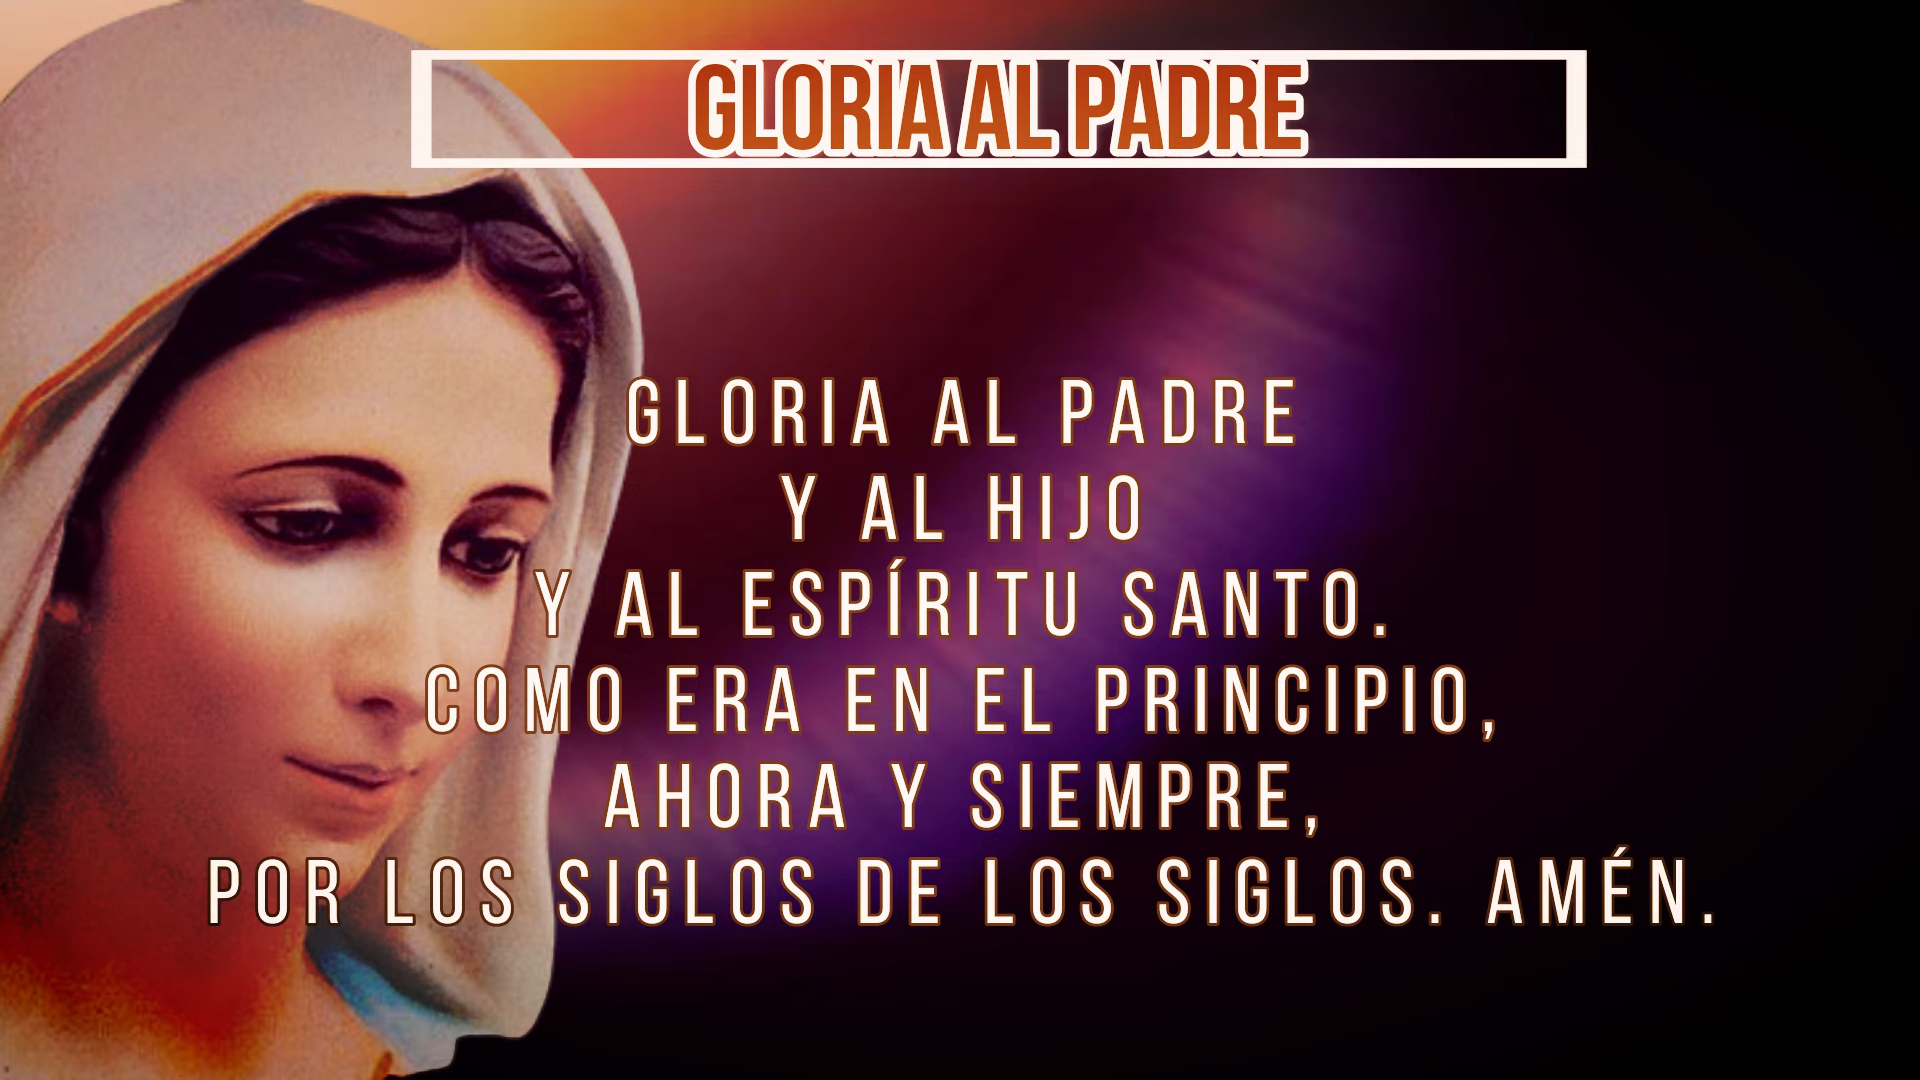 GLORIA AL PADRE
GLORIA AL PADRE
Y AL HIJO
Y AL ESPÍRITU SANTO.
COMO ERA EN EL PRINCIPIO,
AHORA Y SIEMPRE,
POR LOS SIGLOS DE LOS SIGLOS. AMÉN.